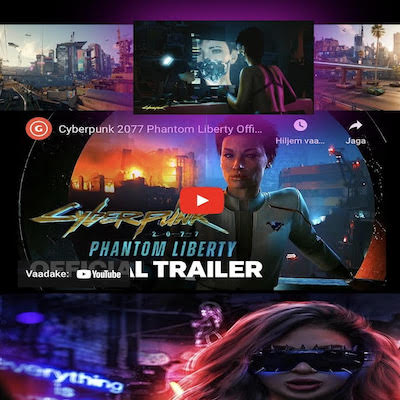 Cyberpunk 2077 Phantom Liberty Offi...
Hiljem vaa...
Jaga
CYBERPUNK
2077
PHANTOM LIBERTY
OFFICIAL TRAILER
Vaadake: YouTube
everything
is